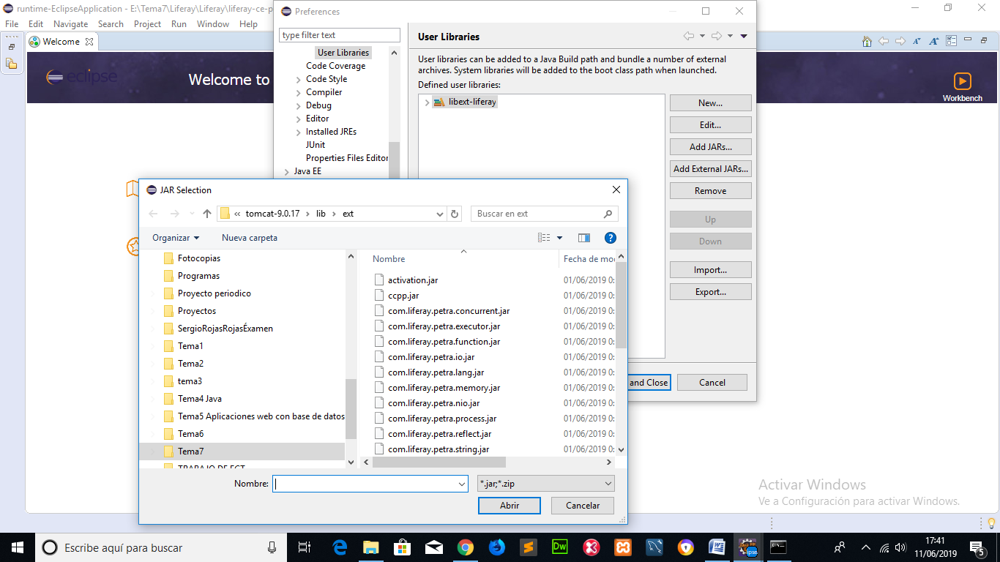 runtime-EclipseApplication - E:\Tema7\Liferay\Liferay\liferay-ce-p
File Edit Navigate Search Project Run Window Help
Welcome
eclipse
Welcome to
Workbench
Preferences
type filter text
User Libraries
Code Coverage
Code Style
Compiler
Debug
Editor
Installed JREs
JUnit
Properties Files Editor
Java EE
User Libraries
User libraries can be added to a Java Build path and bundle a number of external
archives. System libraries will be added to the boot class path when launched.
Defined user libraries:
libext-liferay
New...
Edit...
Add JARs...
Add External JARs...
Remove
Up
Down
Import...
Export...
and Close
Cancel
JAR Selection
« tomcat-9.0.17 › lib › ext
Buscar en ext
Organizar
Nueva carpeta
Fotocopias
Programas
Proyecto periodico
Proyectos
SergioRojasRojasÉxamen
Tema1
Tema2
tema3
Tema4 Java
Tema5 Aplicaciones web con base de datos
Tema6
Tema7
TRABAJO DE FCT
Nombre
Fecha de mo
activation.jar 01/06/2019 0:
ccpp.jar 01/06/2019 0:
com.liferay.petra.concurrent.jar 01/06/2019 0:
com.liferay.petra.executor.jar 01/06/2019 0:
com.liferay.petra.function.jar 01/06/2019 0:
com.liferay.petra.io.jar 01/06/2019 0:
com.liferay.petra.lang.jar 01/06/2019 0:
com.liferay.petra.memory.jar 01/06/2019 0:
com.liferay.petra.nio.jar 01/06/2019 0:
com.liferay.petra.process.jar 01/06/2019 0:
com.liferay.petra.reflect.jar 01/06/2019 0:
com.liferay.petra.string.jar 01/06/2019 0:
Nombre:
*.jar;*.zip
Abrir
Cancelar
Activar Windows
Ve a Configuración para activar Windows.
Escribe aquí para buscar
Dw
17:41
11/06/2019
5